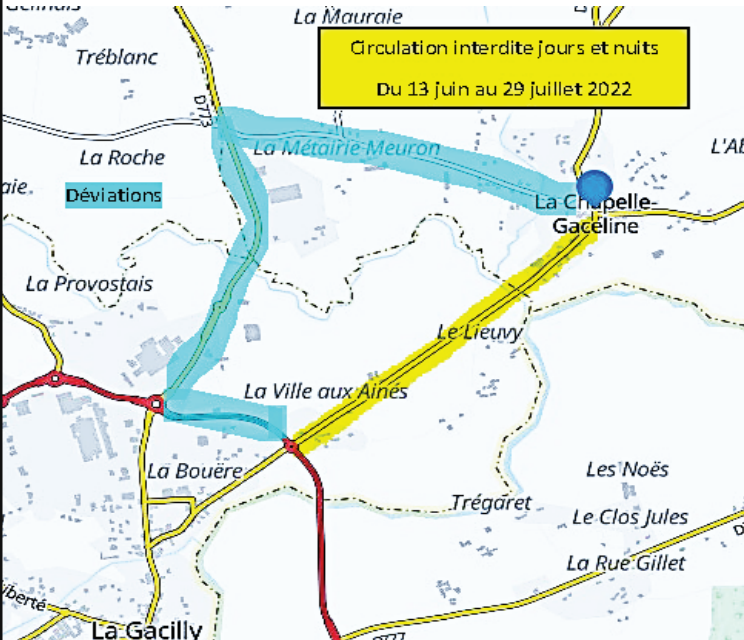 La Mauraie
Tréblanc
Circulation interdite jours et nuits
Du 13 juin au 29 juillet 2022
D773
La Roche
La Métairie Meuron
L'Ab
aie
Déviations
La Chapelle-
Gaceline
La Provostais
Le Lieuvy
La Ville aux Ainés
La Bouëre
Les Noës
Trégaret
Le Clos Jules
La Rue Gillet
iberté
La Gacilly
D777